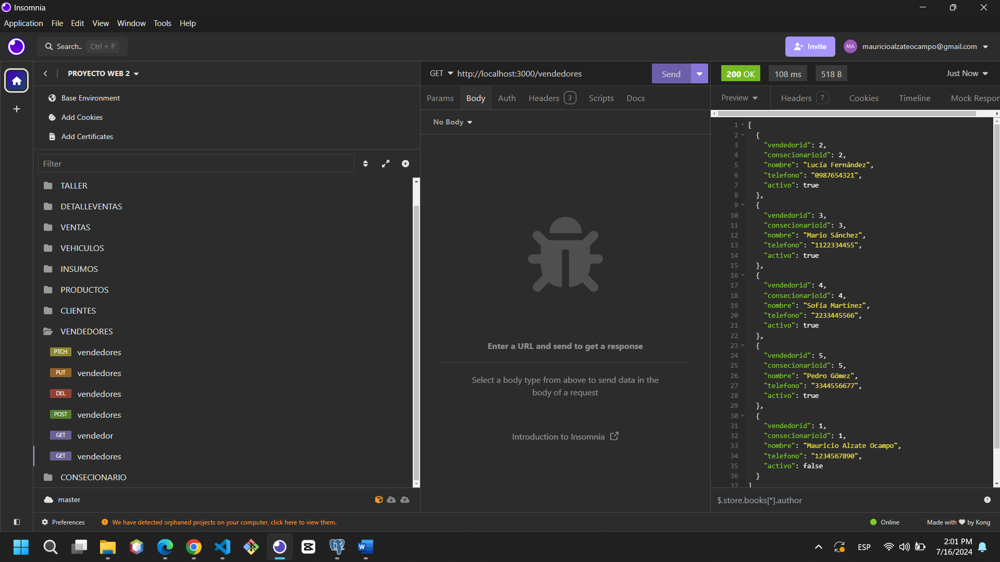 Insomnia
Application File Edit View Window Tools Help
Search.. Ctrl + P
Invite
MA mauricioalzateocampo@gmail.com
PROYECTO WEB 2
Base Environment
Add Cookies
Add Certificates
Filter
TALLER
DETALLEVENTAS
VENTAS
VEHICULOS
INSUMOS
PRODUCTOS
CLIENTES
VENDEDORES
PTCH vendedores
PUT vendedores
DEL vendedores
POST vendedores
GET vendedor
GET vendedores
CONSECIONARIO
master
GET http://localhost:3000/vendedores Send
Params Body Auth Headers 3 Scripts Docs
No Body
Enter a URL and send to get a response
Select a body type from above to send data in the
body of a request
Introduction to Insomnia
200 OK 108 ms 518 B Just Now
Preview Headers 7 Cookies Timeline Mock Respon
1 [
2 {
3 "vendedorid": 2,
4 "consecionarioid": 2,
5 "nombre": "Lucía Fernández",
6 "telefono": "0987654321",
7 "activo": true
8 },
9 {
10 "vendedorid": 3,
11 "consecionarioid": 3,
12 "nombre": "Mario Sánchez",
13 "telefono": "1122334455",
14 "activo": true
15 },
16 {
17 "vendedorid": 4,
18 "consecionarioid": 4,
19 "nombre": "Sofía Martínez",
20 "telefono": "2233445566",
21 "activo": true
22 },
23 {
24 "vendedorid": 5,
25 "consecionarioid": 5,
26 "nombre": "Pedro Gómez",
27 "telefono": "3344556677",
28 "activo": true
29 },
30 {
31 "vendedorid": 1,
32 "consecionarioid": 1,
33 "nombre": "Mauricio Alzate Ocampo",
34 "telefono": "1234567890",
35 "activo": false
36 }
37 ]
$.store.books[*].author
Preferences We have detected orphaned projects on your computer, click here to view them. Online Made with by Kong
ESP
2:01 PM
7/16/2024